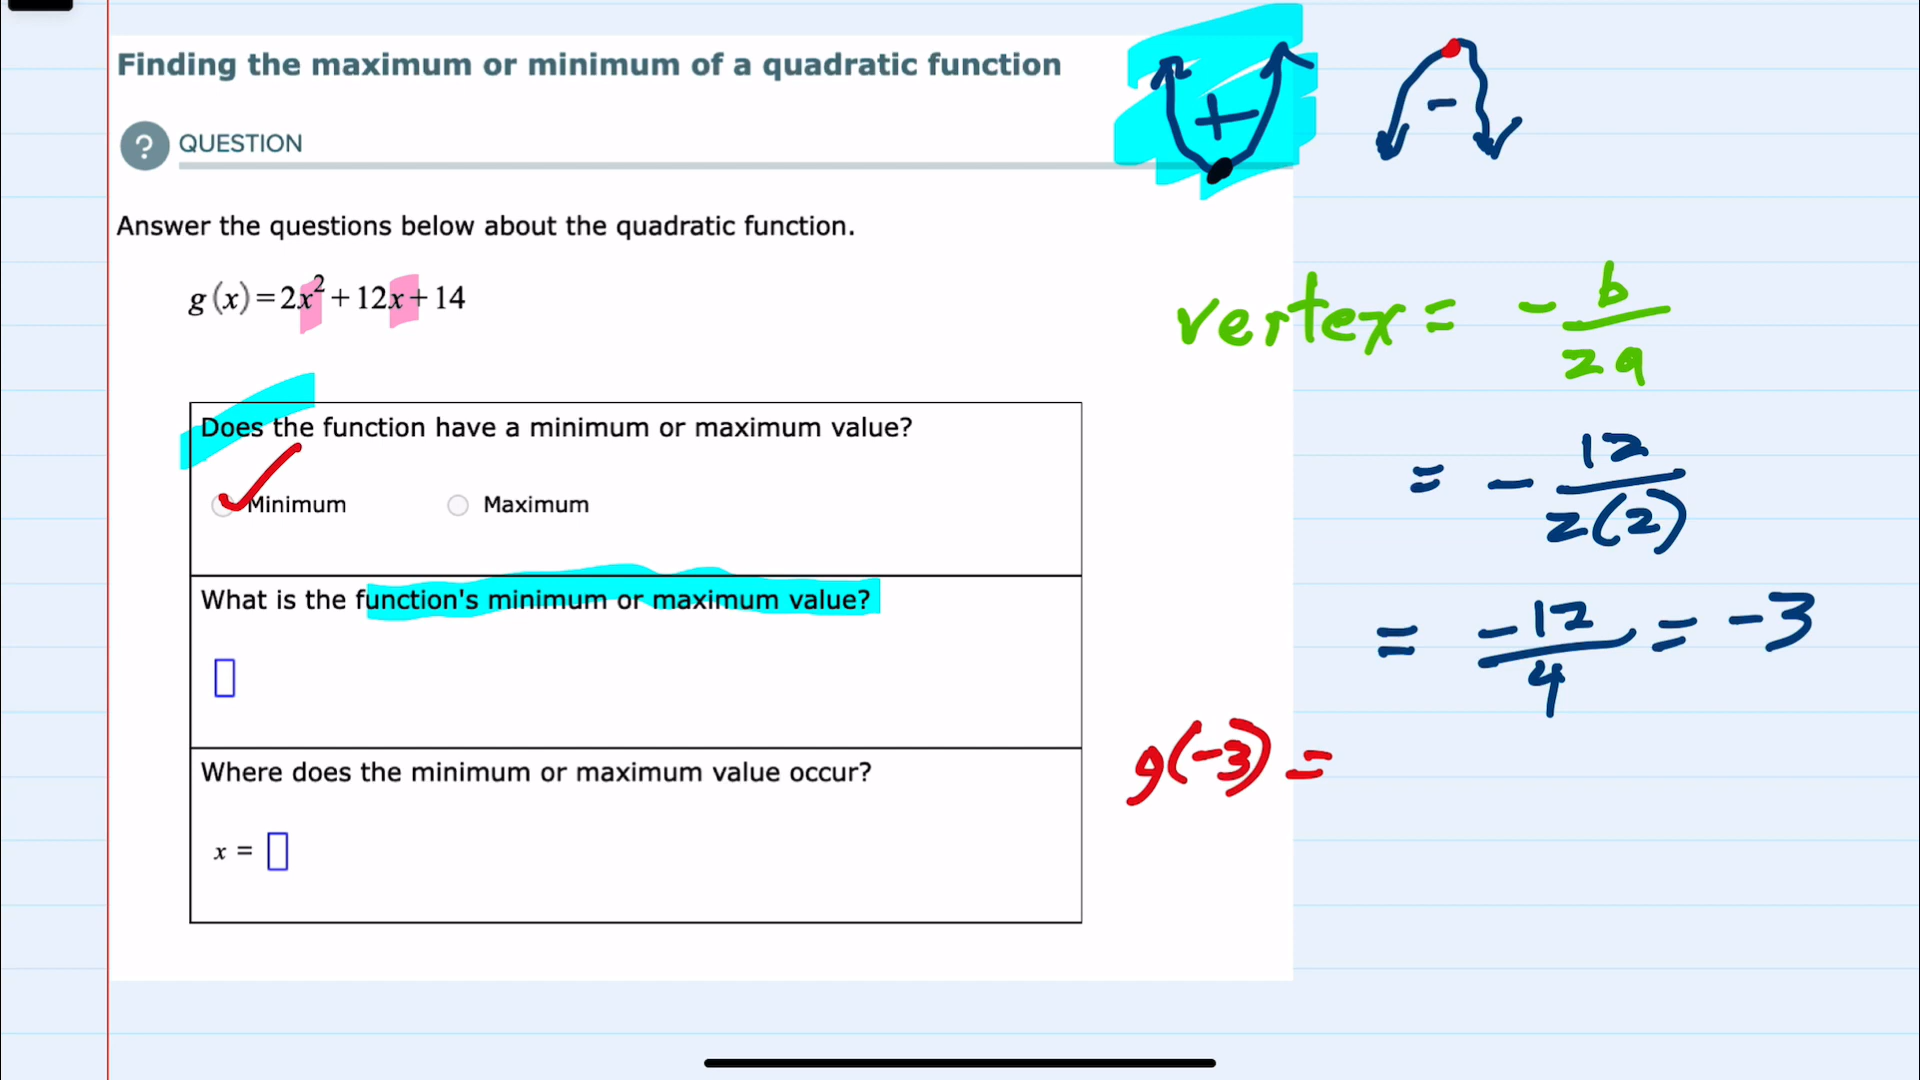 Finding the maximum or minimum of a quadratic function
+
-
? QUESTION
Answer the questions below about the quadratic function.
g(x)=2x²+12x+14
vertex = - b/2a
Does the function have a minimum or maximum value?
Minimum Maximum
= - 12/2(2)
What is the function's minimum or maximum value?
= -12/4 = -3
Where does the minimum or maximum value occur?
g(-3) =
x =